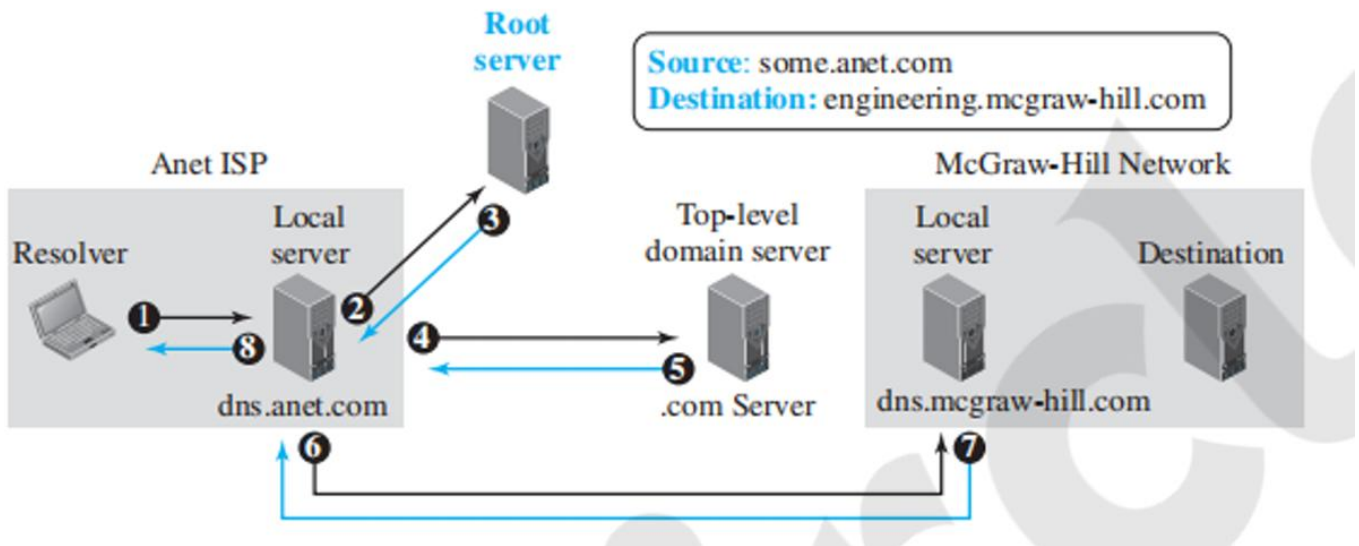 Root
server
Source: some.anet.com
Destination: engineering.mcgraw-hill.com
Anet ISP
McGraw-Hill Network
Resolver
Local
server
Top-level
domain server
Local
server
Destination
1
2
3
4
5
6
7
8
dns.anet.com
.com Server
dns.mcgraw-hill.com